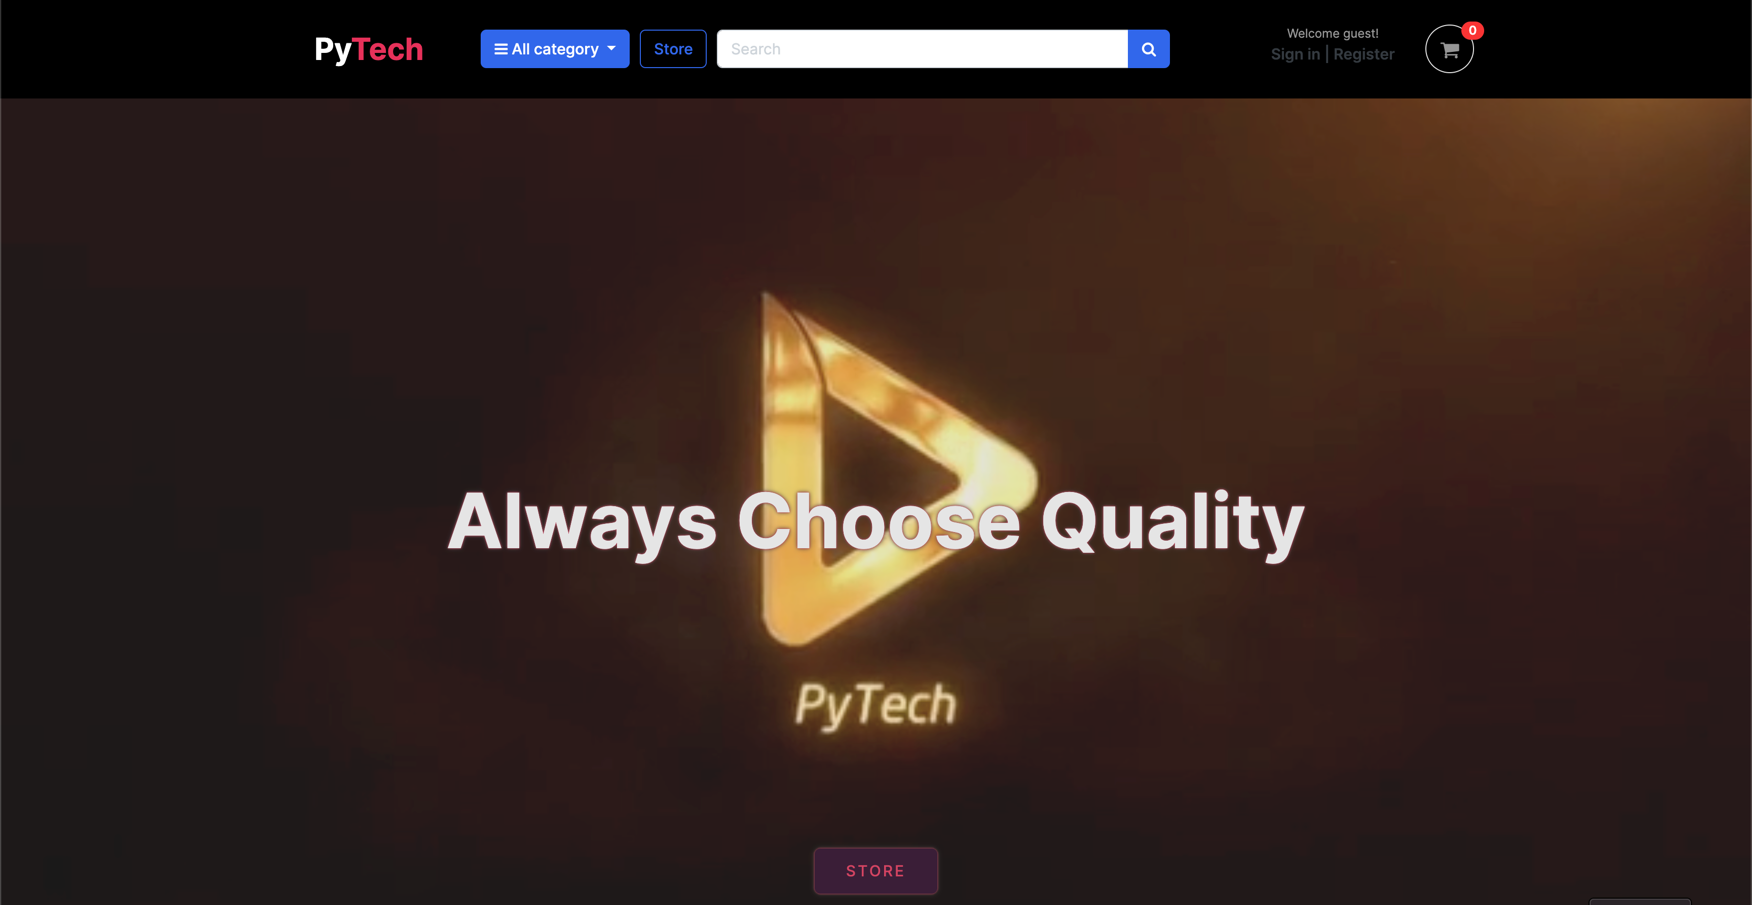 PyTech
All category
Store
Search
Welcome guest!
Sign in | Register
0
Always Choose Quality
PyTech
STORE